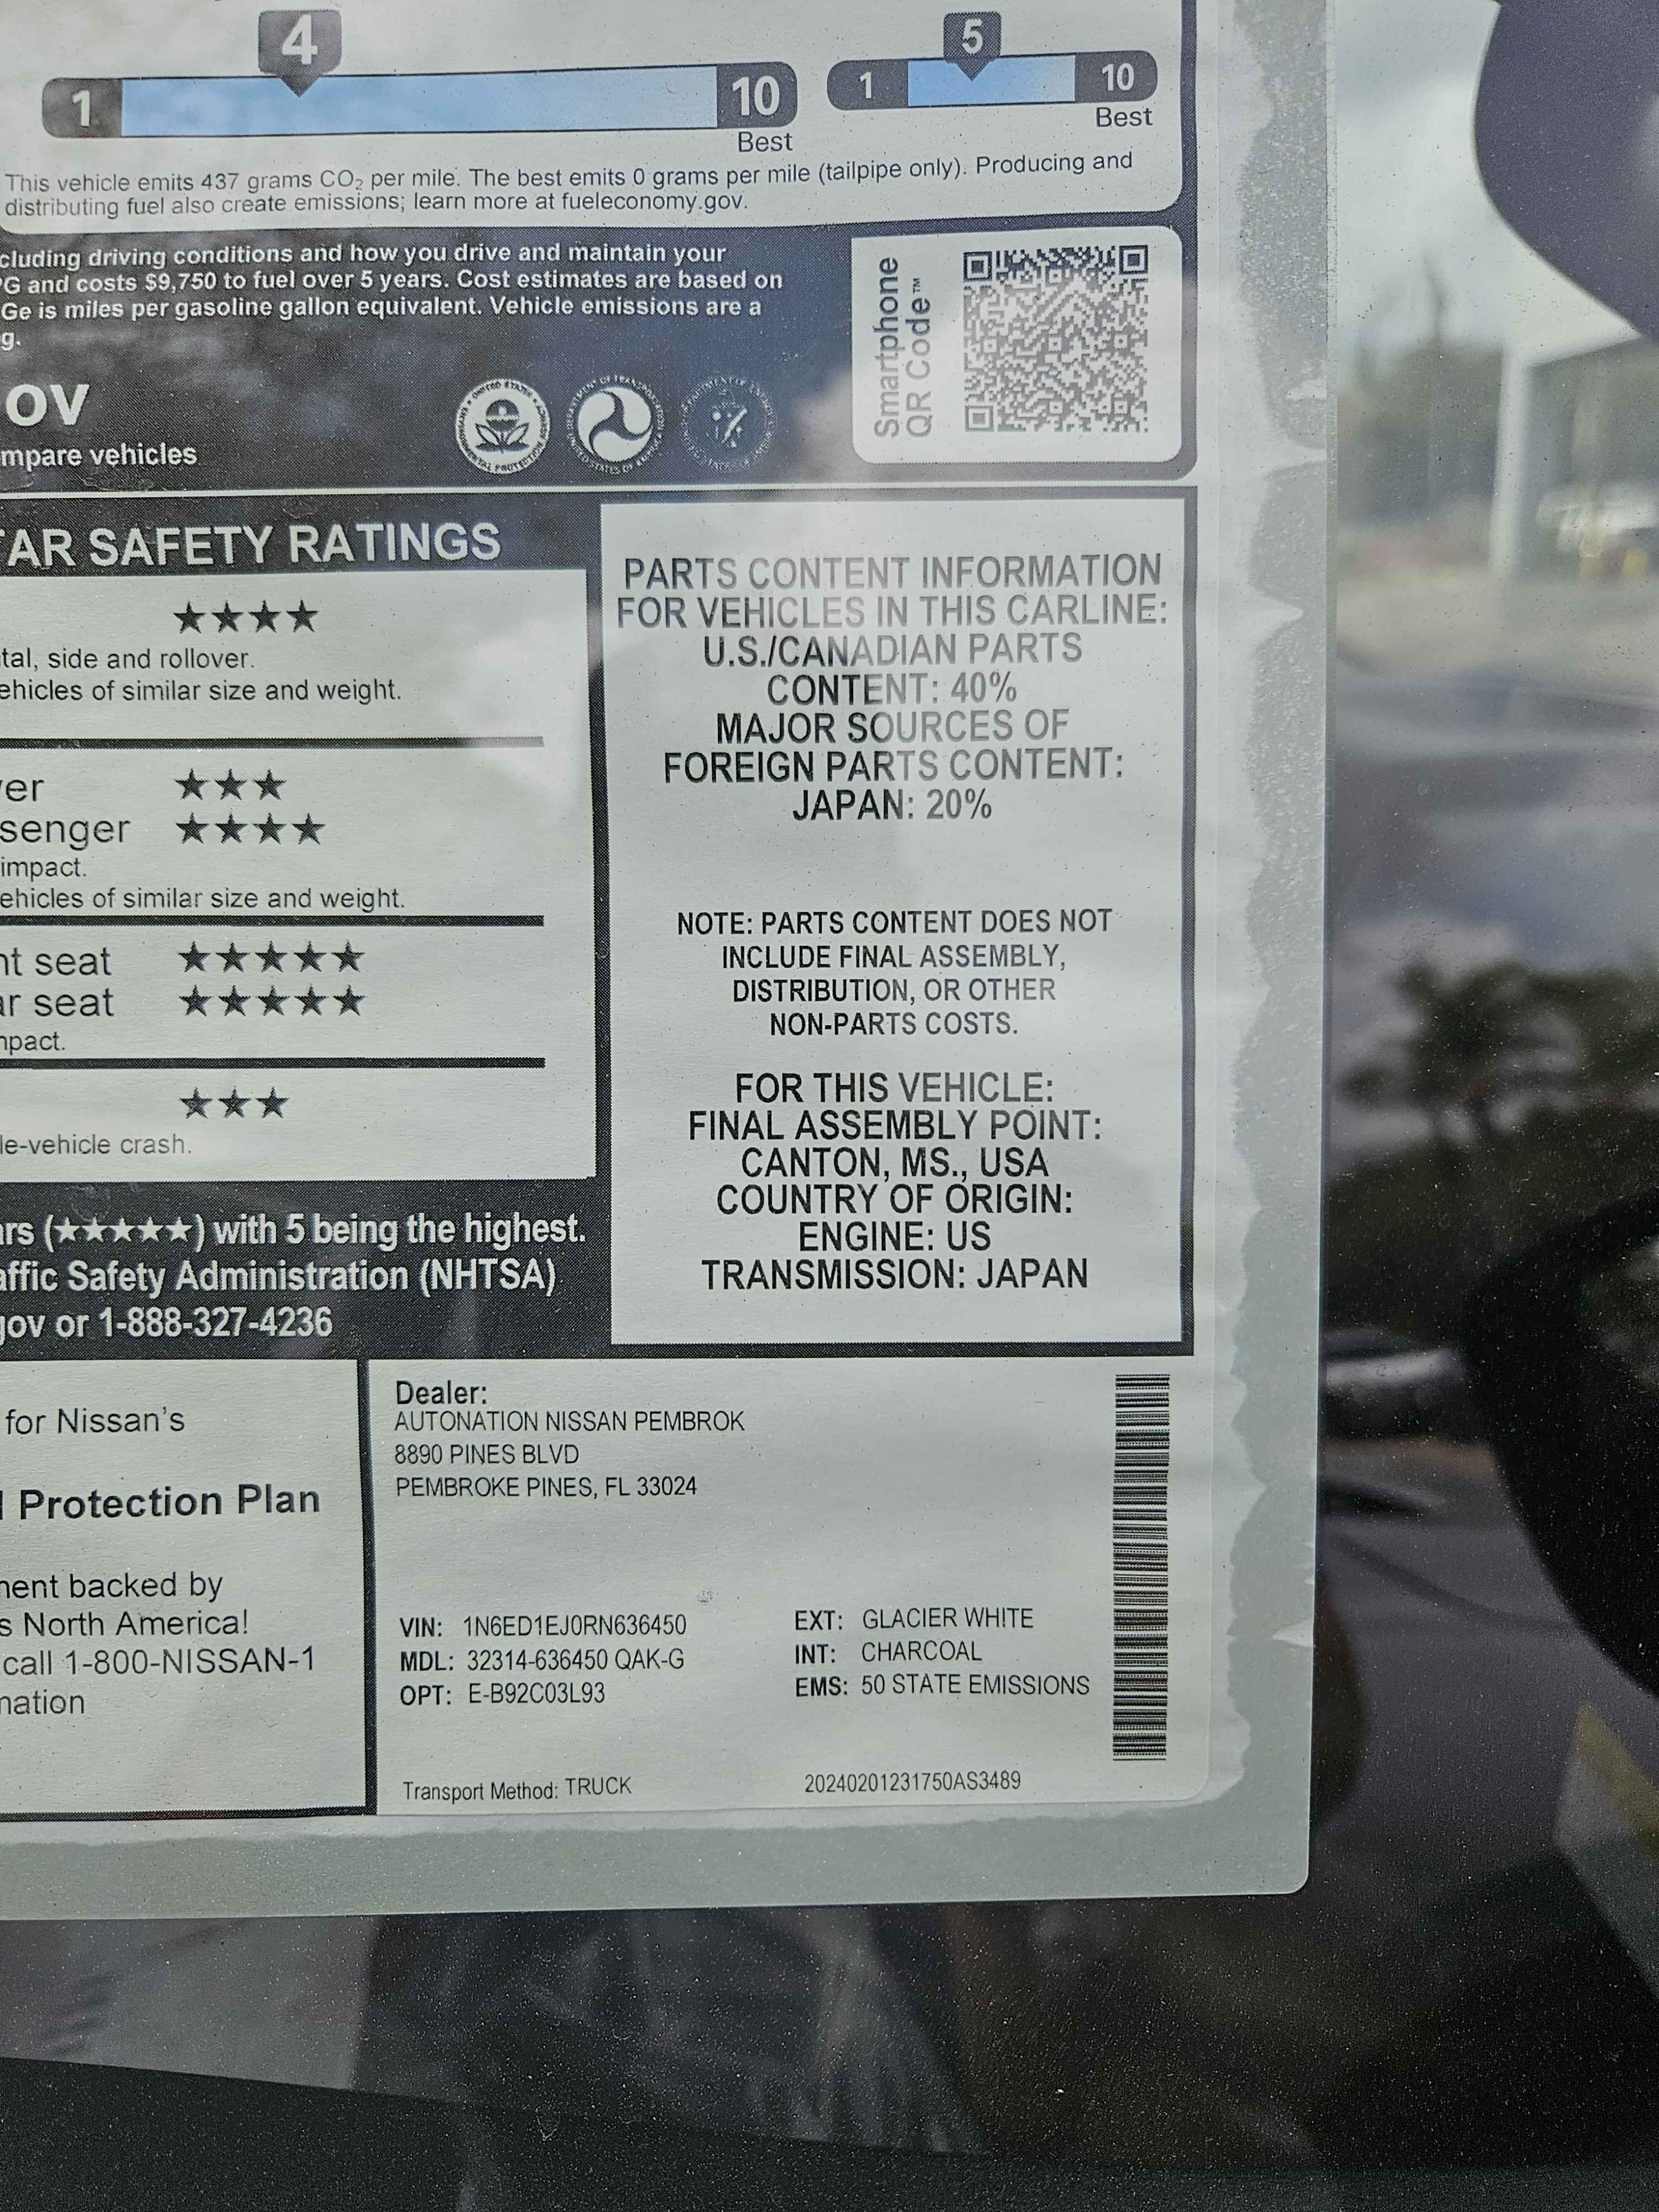 4
1
10
Best
5
1
10
Best
This vehicle emits 437 grams CO₂ per mile. The best emits 0 grams per mile (tailpipe only). Producing and
distributing fuel also create emissions; learn more at fueleconomy.gov.
cluding driving conditions and how you drive and maintain your
G and costs $9,750 to fuel over 5 years. Cost estimates are based on
Ge is miles per gasoline gallon equivalent. Vehicle emissions are a
g.
ov
mpare vehicles
Smartphone
QR Code™
AR SAFETY RATINGS
★★★★
tal, side and rollover.
ehicles of similar size and weight.
er ★★★
senger ★★★★
impact.
ehicles of similar size and weight.
nt seat ★★★★★
ar seat ★★★★★
mpact.
★★★
le-vehicle crash.
ars (★★★★★) with 5 being the highest.
affic Safety Administration (NHTSA)
gov or 1-888-327-4236
PARTS CONTENT INFORMATION
FOR VEHICLES IN THIS CARLINE:
U.S./CANADIAN PARTS
CONTENT: 40%
MAJOR SOURCES OF
FOREIGN PARTS CONTENT:
JAPAN: 20%
NOTE: PARTS CONTENT DOES NOT
INCLUDE FINAL ASSEMBLY,
DISTRIBUTION, OR OTHER
NON-PARTS COSTS.
FOR THIS VEHICLE:
FINAL ASSEMBLY POINT:
CANTON, MS., USA
COUNTRY OF ORIGIN:
ENGINE: US
TRANSMISSION: JAPAN
for Nissan's
Protection Plan
ment backed by
s North America!
call 1-800-NISSAN-1
mation
Dealer:
AUTONATION NISSAN PEMBROK
8890 PINES BLVD
PEMBROKE PINES, FL 33024
VIN: 1N6ED1EJ0RN636450
MDL: 32314-636450 QAK-G
OPT: E-B92C03L93
EXT: GLACIER WHITE
INT: CHARCOAL
EMS: 50 STATE EMISSIONS
Transport Method: TRUCK
20240201231750AS3489